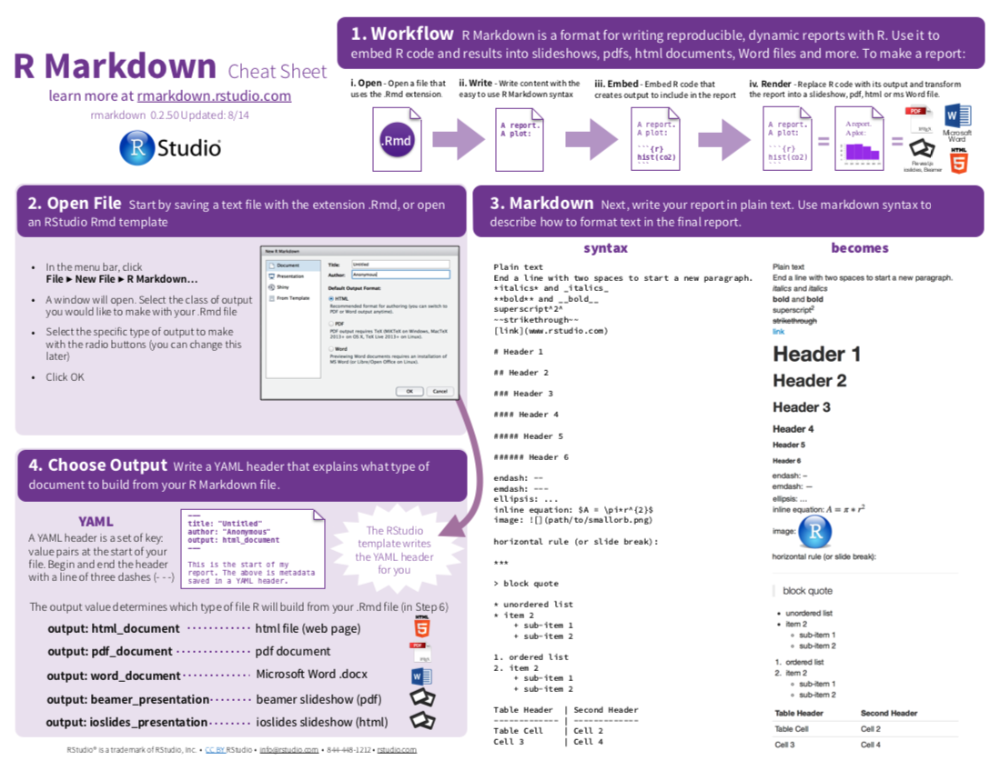 R Markdown Cheat Sheet
learn more at rmarkdown.rstudio.com
rmarkdown 0.2.50 Updated: 8/14
R Studio
1. Workflow R Markdown is a format for writing reproducible, dynamic reports with R. Use it to
embed R code and results into slideshows, pdfs, html documents, Word files and more. To make a report:
i. Open - Open a file that
uses the .Rmd extension.
ii. Write - Write content with the
easy to use R Markdown syntax
iii. Embed - Embed R code that
creates output to include in the report
iv. Render - Replace R code with its output and transform
the report into a slideshow, pdf, html or ms Word file.
.Rmd
A report.
A plot:
A report.
A plot:
```{r}
hist(co2)
```
A report.
A plot:
```{r}
hist(co2)
```
=
A report.
A plot:
=
PDF
Microsoft
Word
ioslides, Beamer
HTML
5
2. Open File Start by saving a text file with the extension .Rmd, or open
an RStudio Rmd template
• In the menu bar, click
File ▸ New File ▸ R Markdown…
• A window will open. Select the class of output
you would like to make with your .Rmd file
• Select the specific type of output to make
with the radio buttons (you can change this
later)
• Click OK
New R Markdown
Document
Presentation
Shiny
From Template
Title: Untitled
Author: Anonymous
Default Output Format:
HTML
Recommended format for authoring (you can switch to
PDF or Word output anytime).
PDF
PDF output requires TeX (MiKTeX on Windows, MacTeX
2013+ on OS X, TeX Live 2013+ on Linux).
Word
Previewing Word documents requires an installation of
MS Word (or Libre/Open Office on Linux).
OK Cancel
3. Markdown Next, write your report in plain text. Use markdown syntax to
describe how to format text in the final report.
syntax
Plain text
End a line with two spaces to start a new paragraph.
*italics* and _italics_
**bold** and __bold__
superscript^2^
~~strikethrough~~
[link](www.rstudio.com)
# Header 1
## Header 2
### Header 3
#### Header 4
##### Header 5
###### Header 6
endash: --
emdash: ---
ellipsis: ...
inline equation: $A = \pi*r^{2}$
image: ![](path/to/smallorb.png)
horizontal rule (or slide break):
***
> block quote
* unordered list
* item 2
+ sub-item 1
+ sub-item 2
1. ordered list
2. item 2
+ sub-item 1
+ sub-item 2
Table Header | Second Header
------------- | -------------
Table Cell | Cell 2
Cell 3 | Cell 4
becomes
Plain text
End a line with two spaces to start a new paragraph.
italics and italics
bold and bold
superscript²
strikethrough
link
Header 1
Header 2
Header 3
Header 4
Header 5
Header 6
endash: –
emdash: —
ellipsis: …
inline equation: A = π * r²
image: R
horizontal rule (or slide break):
block quote
• unordered list
• item 2
◦ sub-item 1
◦ sub-item 2
1. ordered list
2. item 2
◦ sub-item 1
◦ sub-item 2
Table Header Second Header
Table Cell Cell 2
Cell 3 Cell 4
4. Choose Output Write a YAML header that explains what type of
document to build from your R Markdown file.
YAML
A YAML header is a set of key:
value pairs at the start of your
file. Begin and end the header
with a line of three dashes (- - -)
---
title: "Untitled"
author: "Anonymous"
output: html_document
---
This is the start of my
report. The above is metadata
saved in a YAML header.
The RStudio
template writes
the YAML header
for you
The output value determines which type of file R will build from your .Rmd file (in Step 6)
output: html_document ············ html file (web page)
output: pdf_document ············ pdf document
output: word_document ············ Microsoft Word .docx
output: beamer_presentation ········ beamer slideshow (pdf)
output: ioslides_presentation ········ ioslides slideshow (html)
RStudio® is a trademark of RStudio, Inc. • CC BY RStudio • info@rstudio.com • 844-448-1212 • rstudio.com